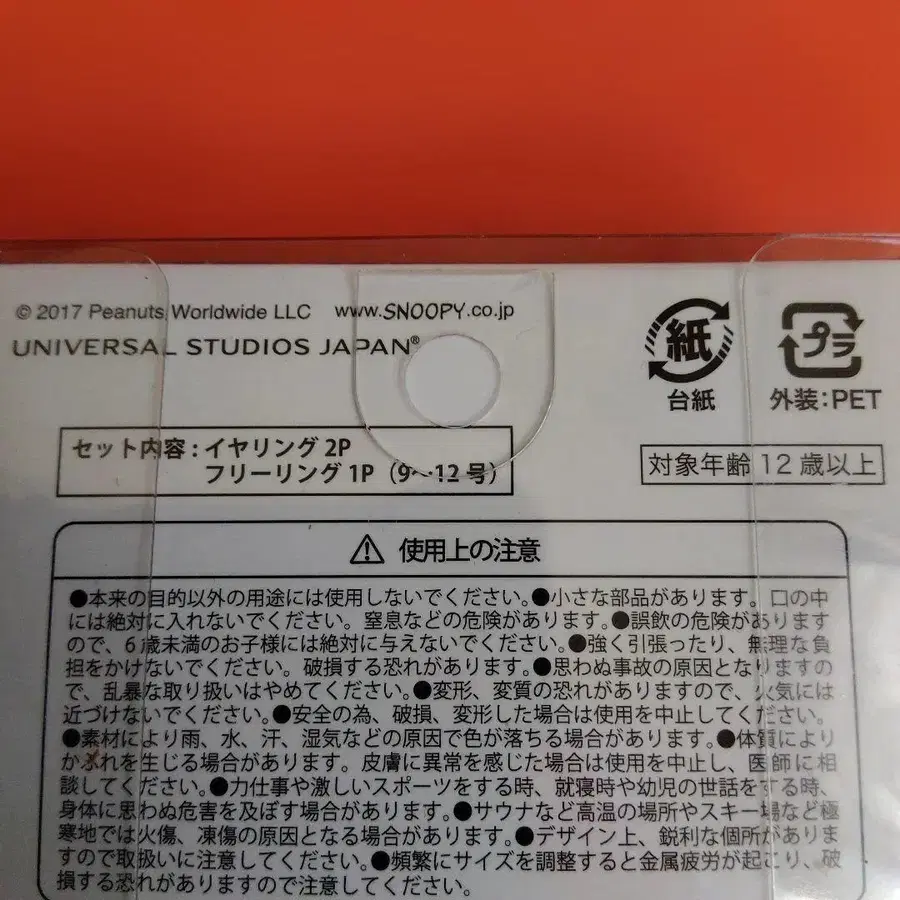 © 2017 Peanuts Worldwide LLC www.SNOOPY.co.jp
UNIVERSAL STUDIOS JAPAN®
紙
台紙
プラ
外装:PET
セット内容:イヤリング 2P
フリーリング 1P(9~12 号)
対象年齢 12 歳以上
⚠ 使用上の注意
●本来の目的以外の用途には使用しないでください。●小さな部品があります。口の中
には絶対に入れないでください。窒息などの危険があります。●誤飲の危険があります
ので、6歳未満のお子様には絶対に与えないでください。●強く引張ったり、無理な負
担をかけないでください。破損する恐れがあります。●思わぬ事故の原因となりますの
で、乱暴な取り扱いはやめてください。●変形、変質の恐れがありますので、火気には
近づけないでください。●安全の為、破損、変形した場合は使用を中止してください。
●素材により雨、水、汗、湿気などの原因で色が落ちる場合があります。●体質により
かぶれを生じる場合があります。皮膚に異常を感じた場合は使用を中止し、医師に相
談してください。●力仕事や激しいスポーツをする時、就寝時や幼児の世話をする時、
身体に思わぬ危害を及ぼす場合があります。●サウナなど高温の場所やスキー場など極
寒地では火傷、凍傷の原因となる場合があります。●デザイン上、鋭利な個所がありま
すので取扱いに注意してください。●頻繁にサイズを調整すると金属疲労が起こり、破
損する恐れがありますので注意してください。